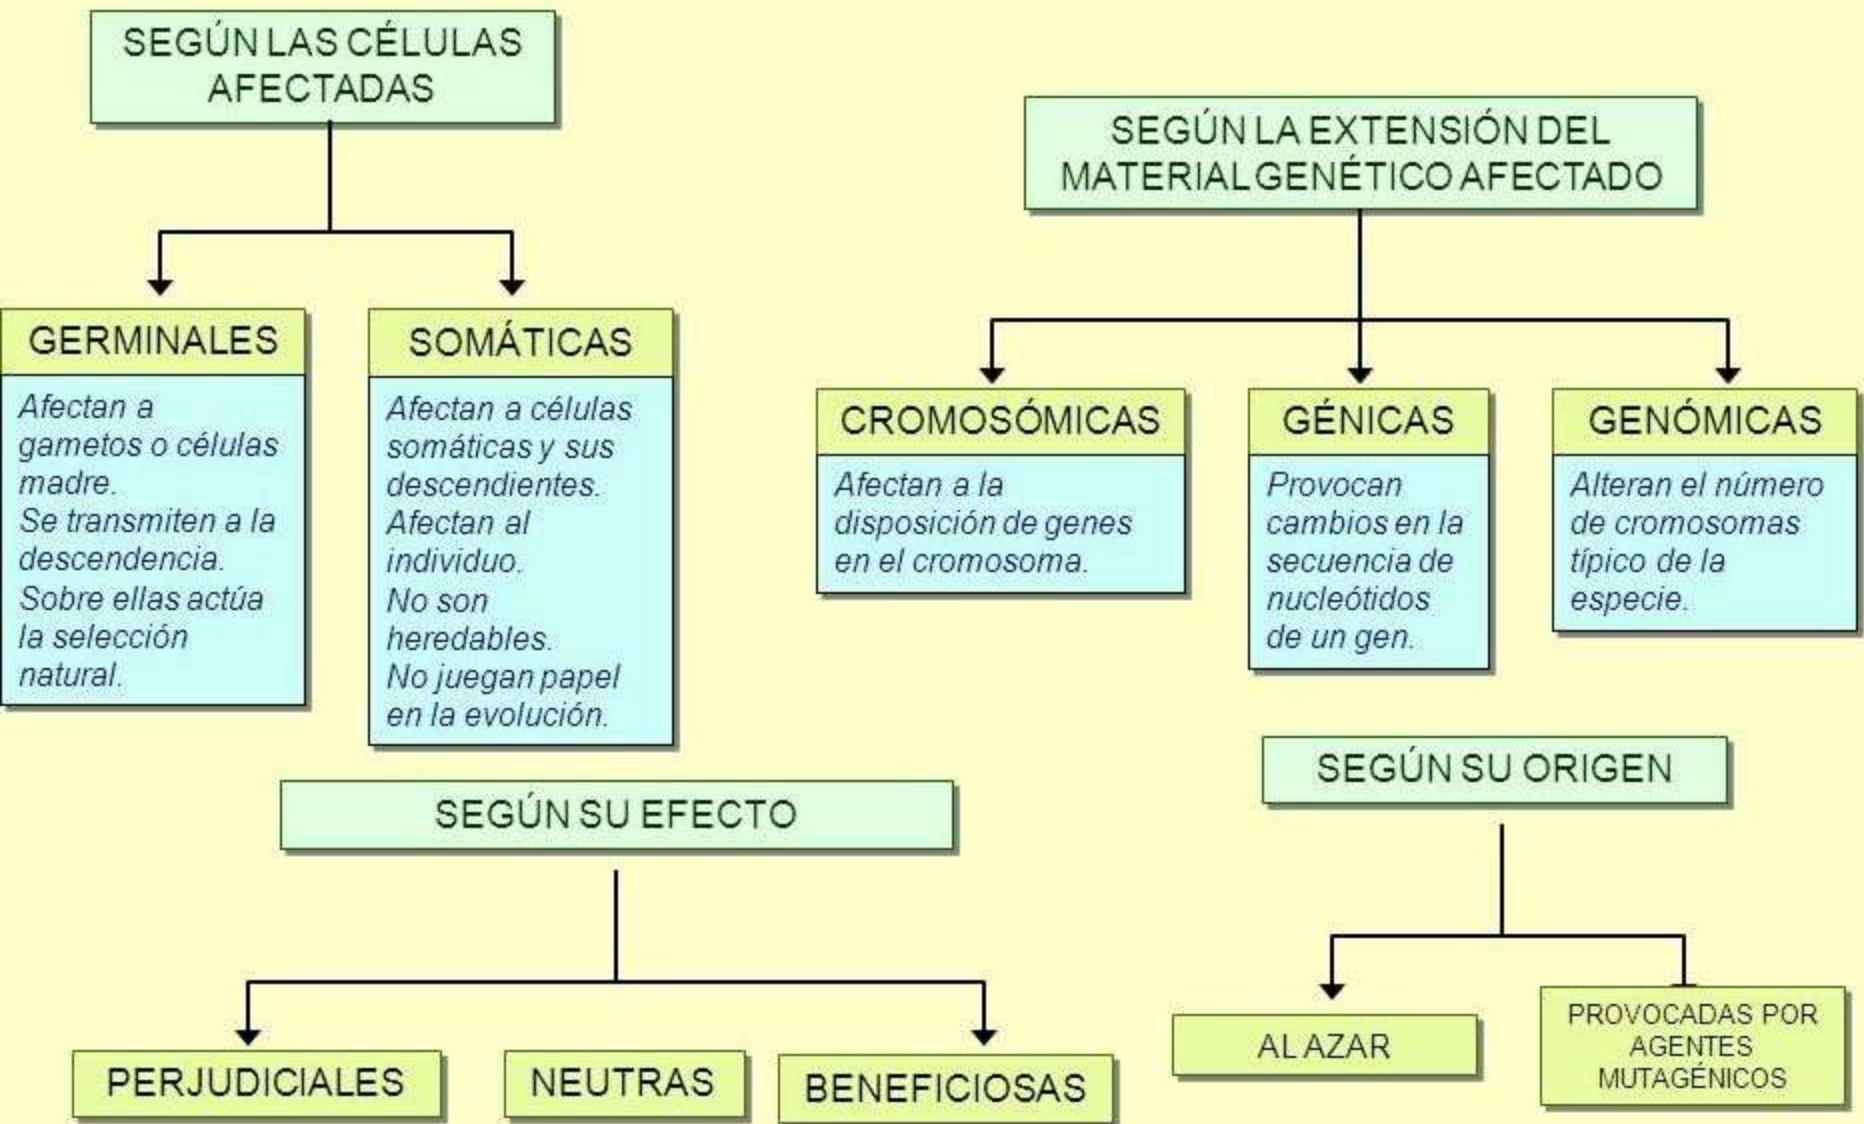 SEGÚN LAS CÉLULAS
AFECTADAS
GERMINALES
Afectan a
gametos o células
madre.
Se transmiten a la
descendencia.
Sobre ellas actúa
la selección
natural.
SOMÁTICAS
Afectan a células
somáticas y sus
descendientes.
Afectan al
individuo.
No son
heredables.
No juegan papel
en la evolución.
SEGÚN LA EXTENSIÓN DEL
MATERIAL GENÉTICO AFECTADO
CROMOSÓMICAS
Afectan a la
disposición de genes
en el cromosoma.
GÉNICAS
Provocan
cambios en la
secuencia de
nucleótidos
de un gen.
GENÓMICAS
Alteran el número
de cromosomas
típico de la
especie.
SEGÚN SU EFECTO
PERJUDICIALES
NEUTRAS
BENEFICIOSAS
SEGÚN SU ORIGEN
AL AZAR
PROVOCADAS POR
AGENTES
MUTAGÉNICOS